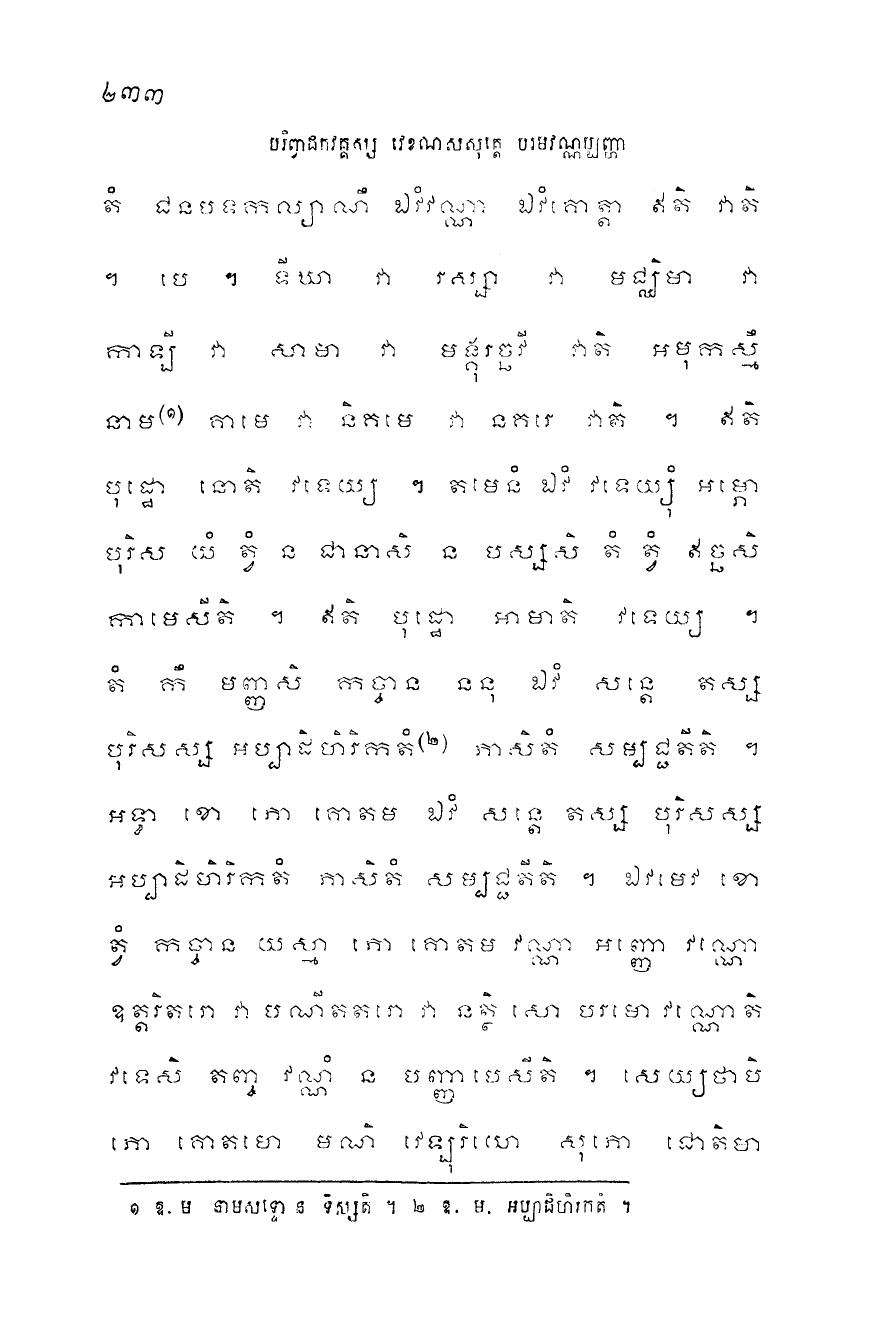 ២៣៣
បរិព្វាជកវគ្គស្ស វេខណសសុត្តេ បរមវណ្ណប្បញ្ហា
តំ ជនបទកល្យាណឹ ឯវំវណ្ណា ឯវំគោត្តា ឥតិ វាតិ
។ បេ ។ ទីឃា វា រស្សា វា មជ្ឈិមា វា
កាឡី វា សាមា វា មង្គុរច្ឆវី វាតិ អមុកស្មឹ
នាម(១) គាមេ វា និគមេ វា នគរេ វាតិ ។ ឥតិ
បុដ្ឋោ នោតិ វទេយ្យ ។ តមេនំ ឯវំ វទេយ្យុំ អម្ភោ
បុរិស យំ ត្វំ ន ជានាសិ ន បស្សសិ តំ ត្វំ ឥច្ឆសិ
កាមេសីតិ ។ ឥតិ បុដ្ឋោ អាមាតិ វទេយ្យ ។
តំ កឹ មញ្ញសិ កច្ចាន ននុ ឯវំ សន្តេ តស្ស
បុរិសស្ស អប្បាដិហិរិកតំ(២) ភាសិតំ សម្បជ្ជតីតិ ។
អទ្ធា ខោ ភោ គោតម ឯវំ សន្តេ តស្ស បុរិសស្ស
អប្បាដិហិរិកតំ ភាសិតំ សម្បជ្ជតីតិ ។ ឯវមេវ ខោ
ត្វំ កច្ចាន យស្មា ភោ គោតម វណ្ណា អញ្ញោ វណ្ណោ
ឧត្តរិតរោ វា បណីតតរោ វា នត្ថិ សោ បរមោ វណ្ណោតិ
វទេសិ តញ្ច វណ្ណំ ន បញ្ញាបេសីតិ ។ សេយ្យថាបិ
ភោ គោតមោ មណិ វេឡុរិយោ សុភោ ជោតិមា
១ ឱ. ម នាមសទ្ទោ ន ទិស្សតិ ។ ២ ឱ. ម. អប្បាដិហិរកតំ ។